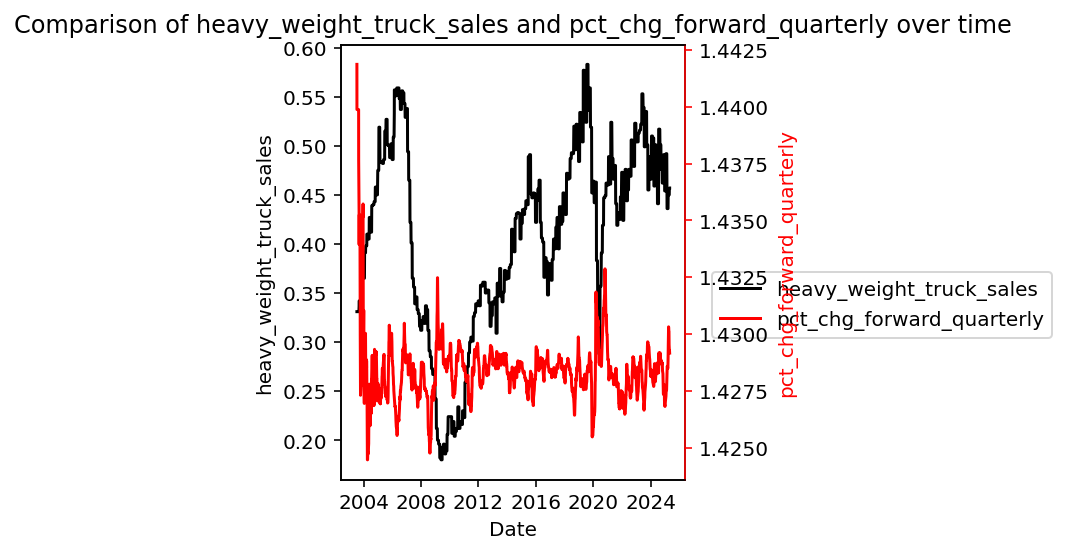 Comparison of heavy_weight_truck_sales and pct_chg_forward_quarterly over time
0.60
0.55
0.50
0.45
0.40
0.35
0.30
0.25
0.20
heavy_weight_truck_sales
2004 2008 2012 2016 2020 2024
Date
1.4425
1.4400
1.4375
1.4350
1.4325
1.4300
1.4275
1.4250
pct_chg_forward_quarterly
heavy_weight_truck_sales
pct_chg_forward_quarterly